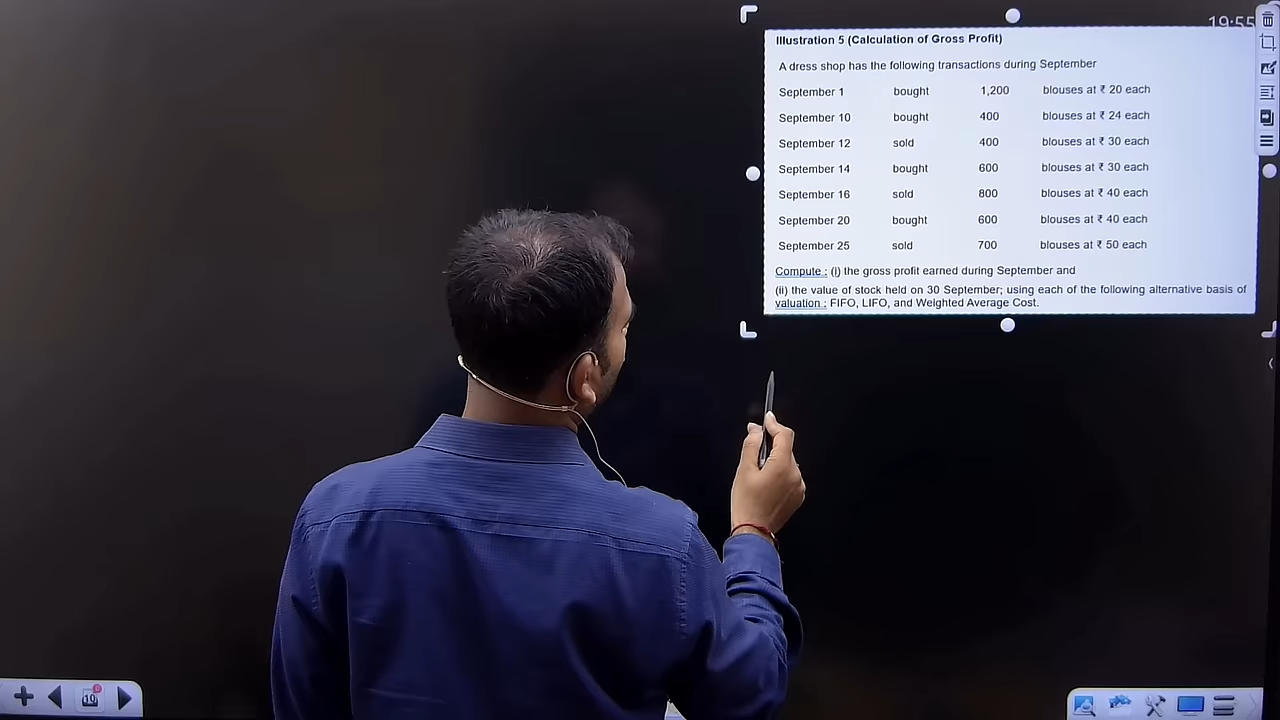 19:55
Illustration 5 (Calculation of Gross Profit)
A dress shop has the following transactions during September
September 1 bought 1,200 blouses at ₹ 20 each
September 10 bought 400 blouses at ₹ 24 each
September 12 sold 400 blouses at ₹ 30 each
September 14 bought 600 blouses at ₹ 30 each
September 16 sold 800 blouses at ₹ 40 each
September 20 bought 600 blouses at ₹ 40 each
September 25 sold 700 blouses at ₹ 50 each
Compute : (i) the gross profit earned during September and
(ii) the value of stock held on 30 September; using each of the following alternative basis of
valuation : FIFO, LIFO, and Weighted Average Cost.
10